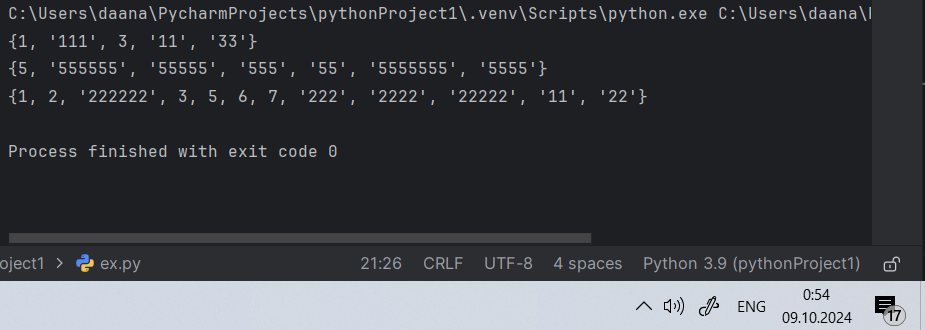 C:\Users\daana\PycharmProjects\pythonProject1\.venv\Scripts\python.exe C:\Users\daana\
{1, '111', 3, '11', '33'}
{5, '555555', '55555', '555', '55', '5555555', '5555'}
{1, 2, '222222', 3, 5, 6, 7, '222', '2222', '22222', '11', '22'}
Process finished with exit code 0
oject1 > ex.py 21:26 CRLF UTF-8 4 spaces Python 3.9 (pythonProject1)
ENG 0:54
09.10.2024 17